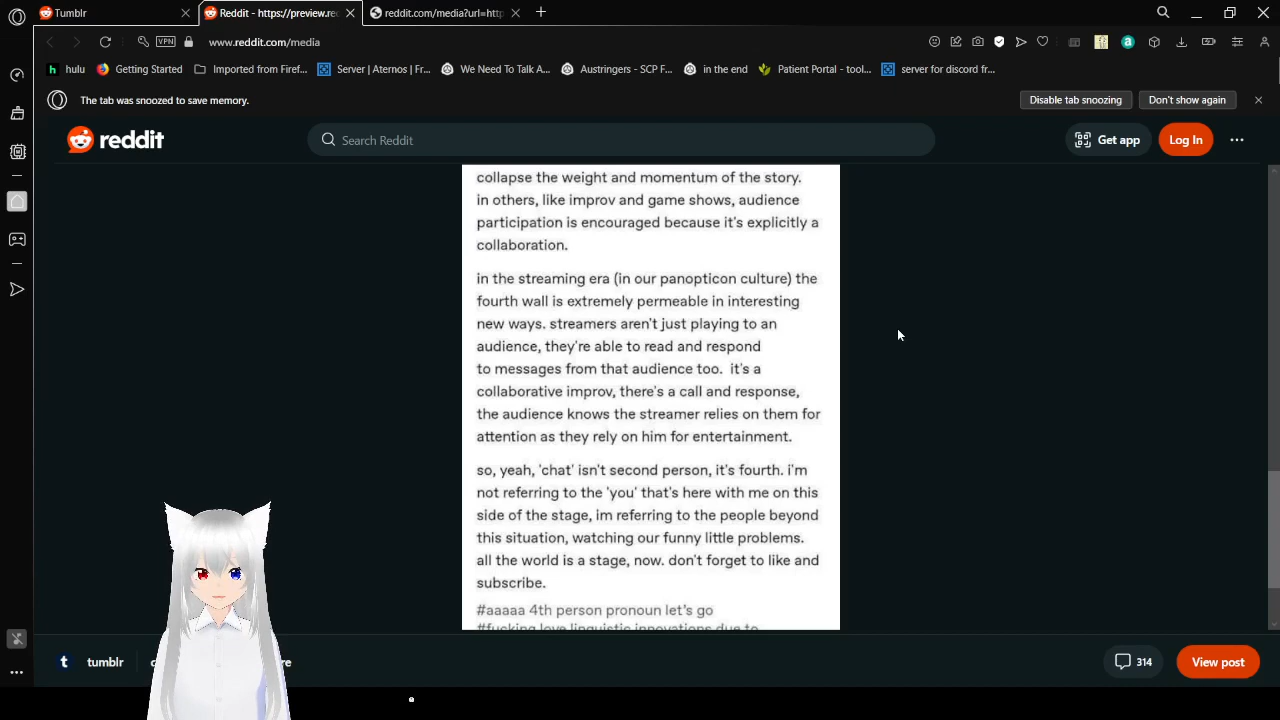 Tumblr
Reddit - https://preview.re
reddit.com/media?url=http
VPN
www.reddit.com/media
hulu
Getting Started
Imported from Firef...
Server | Aternos | Fr...
We Need To Talk A...
Austringers - SCP F...
in the end
Patient Portal - tool...
server for discord fr...
The tab was snoozed to save memory.
Disable tab snoozing
Don't show again
reddit
Search Reddit
Get app
Log In
collapse the weight and momentum of the story.
in others, like improv and game shows, audience
participation is encouraged because it's explicitly a
collaboration.
in the streaming era (in our panopticon culture) the
fourth wall is extremely permeable in interesting
new ways. streamers aren't just playing to an
audience, they're able to read and respond
to messages from that audience too.  it's a
collaborative improv, there's a call and response,
the audience knows the streamer relies on them for
attention as they rely on him for entertainment.
so, yeah, 'chat' isn't second person, it's fourth. i'm
not referring to the 'you' that's here with me on this
side of the stage, im referring to the people beyond
this situation, watching our funny little problems.
all the world is a stage, now. don't forget to like and
subscribe.
#aaaaa 4th person pronoun let's go
#fucking love linguistic innovations due to
tumblr
314
View post